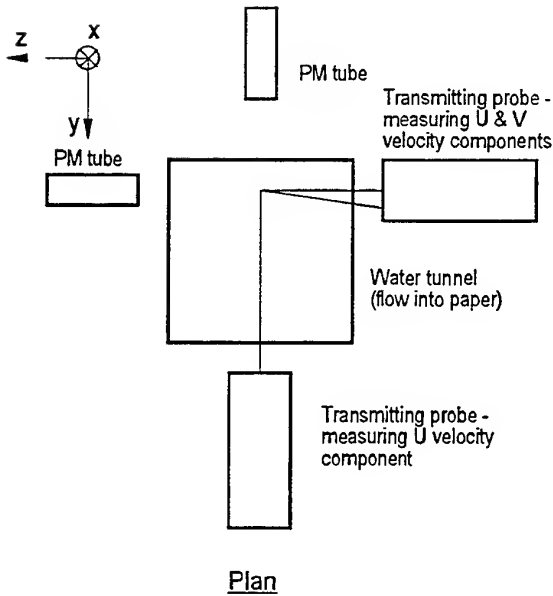 x
z
y
PM tube
PM tube
Transmitting probe -
measuring U & V
velocity components
Water tunnel
(flow into paper)
Transmitting probe -
measuring U velocity
component
Plan